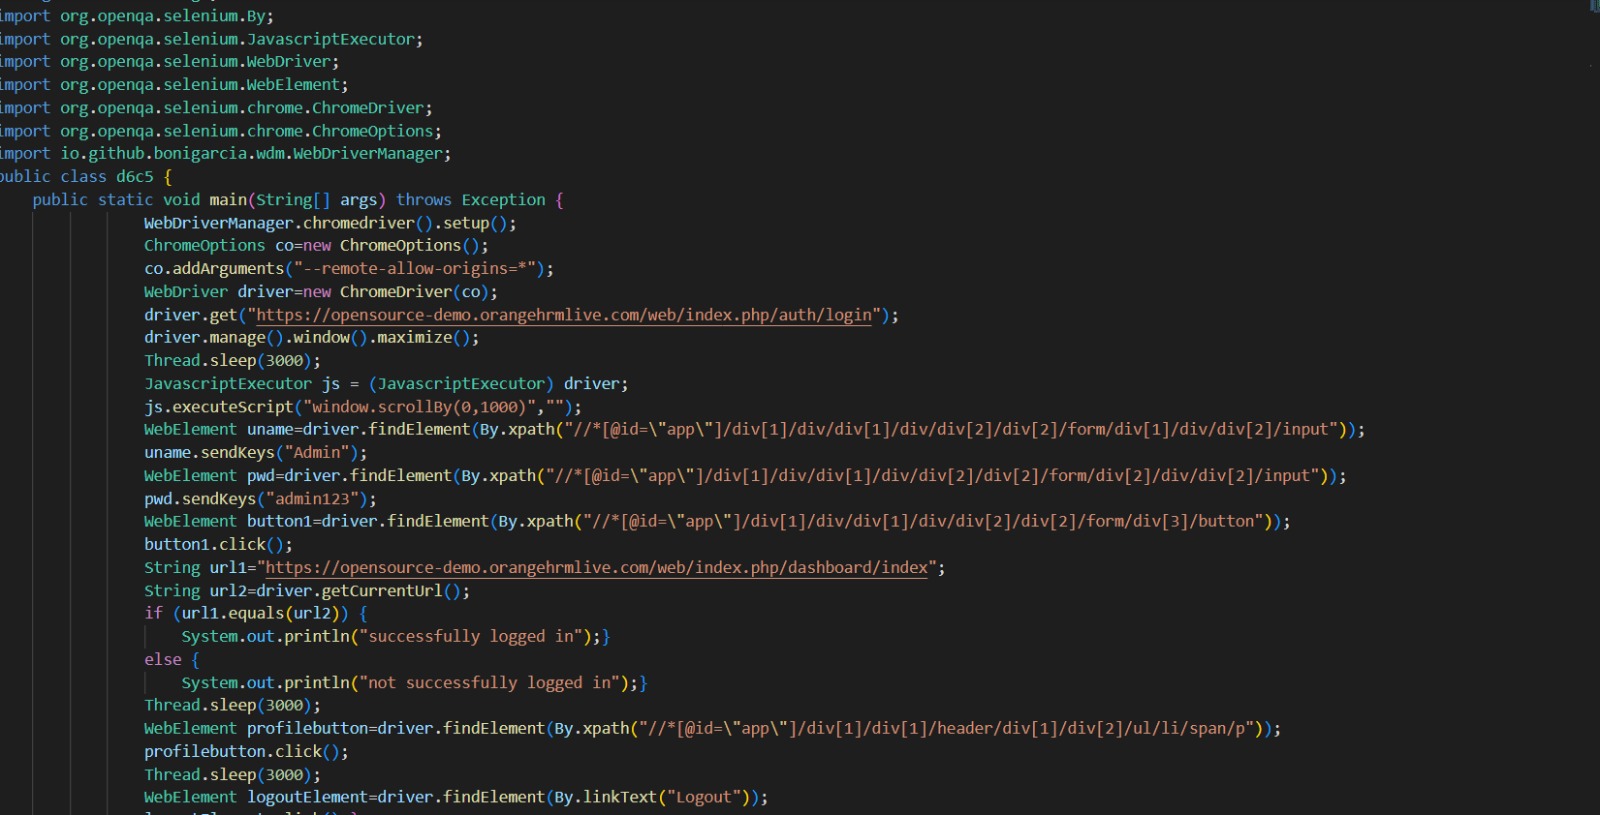 import org.openqa.selenium.By;
import org.openqa.selenium.JavascriptExecutor;
import org.openqa.selenium.WebDriver;
import org.openqa.selenium.WebElement;
import org.openqa.selenium.chrome.ChromeDriver;
import org.openqa.selenium.chrome.ChromeOptions;
import io.github.bonigarcia.wdm.WebDriverManager;
public class d6c5 {
public static void main(String[] args) throws Exception {
WebDriverManager.chromedriver().setup();
ChromeOptions co=new ChromeOptions();
co.addArguments("--remote-allow-origins=*");
WebDriver driver=new ChromeDriver(co);
driver.get("https://opensource-demo.orangehrmlive.com/web/index.php/auth/login");
driver.manage().window().maximize();
Thread.sleep(3000);
JavascriptExecutor js = (JavascriptExecutor) driver;
js.executeScript("window.scrollBy(0,1000)","");
WebElement uname=driver.findElement(By.xpath("//*[@id=\"app\"]/div[1]/div/div[1]/div/div[2]/div[2]/form/div[1]/div/div[2]/input"));
uname.sendKeys("Admin");
WebElement pwd=driver.findElement(By.xpath("//*[@id=\"app\"]/div[1]/div/div[1]/div/div[2]/div[2]/form/div[2]/div/div[2]/input"));
pwd.sendKeys("admin123");
WebElement button1=driver.findElement(By.xpath("//*[@id=\"app\"]/div[1]/div/div[1]/div/div[2]/div[2]/form/div[3]/button"));
button1.click();
String url1="https://opensource-demo.orangehrmlive.com/web/index.php/dashboard/index";
String url2=driver.getCurrentUrl();
if (url1.equals(url2)) {
System.out.println("successfully logged in");}
else {
System.out.println("not successfully logged in");}
Thread.sleep(3000);
WebElement profilebutton=driver.findElement(By.xpath("//*[@id=\"app\"]/div[1]/div[1]/header/div[1]/div[2]/ul/li/span/p"));
profilebutton.click();
Thread.sleep(3000);
WebElement logoutElement=driver.findElement(By.linkText("Logout"));